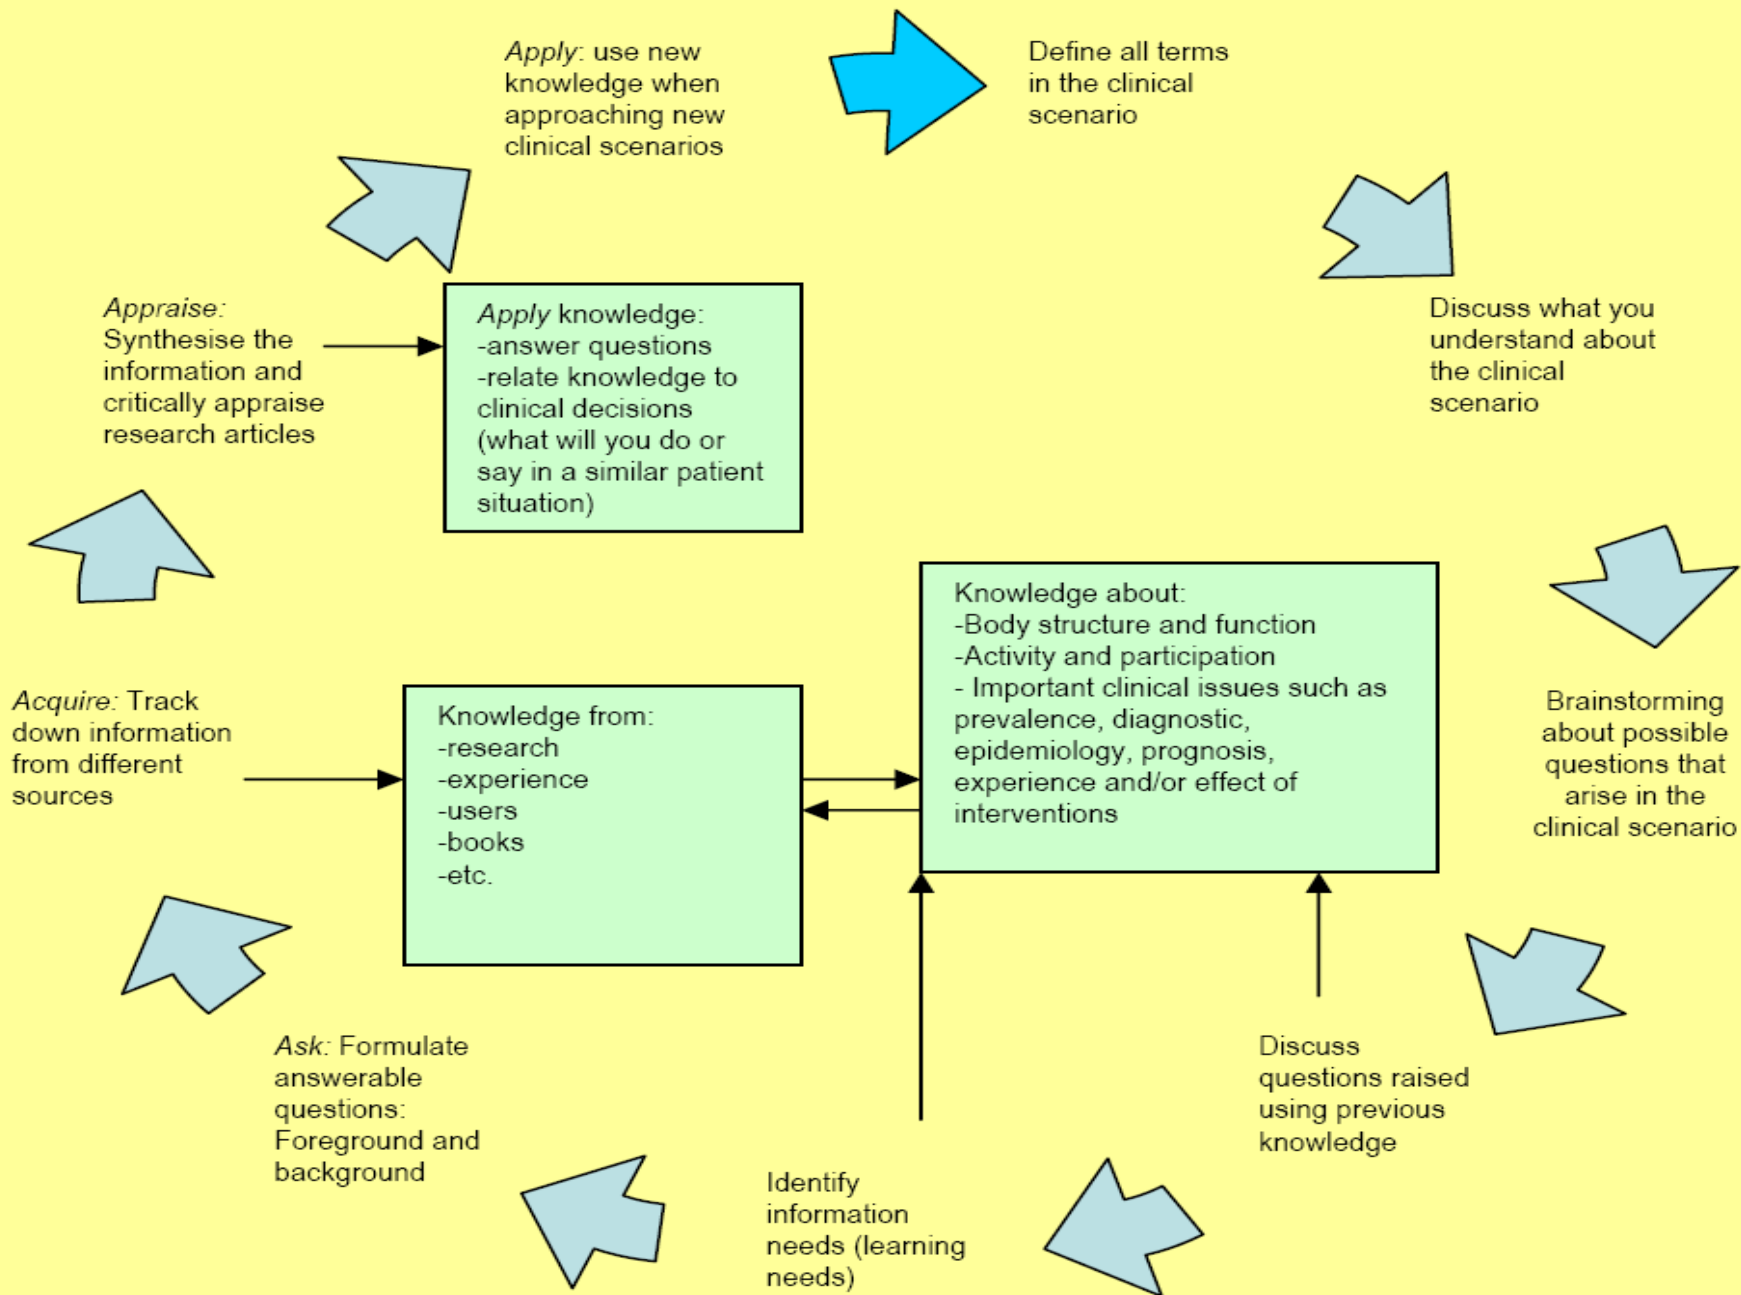 Apply: use new
knowledge when
approaching new
clinical scenarios
Define all terms
in the clinical
scenario
Discuss what you
understand about
the clinical
scenario
Brainstorming
about possible
questions that
arise in the
clinical scenario
Discuss
questions raised
using previous
knowledge
Identify
information
needs (learning
needs)
Ask: Formulate
answerable
questions:
Foreground and
background
Acquire: Track
down information
from different
sources
Appraise:
Synthesise the
information and
critically appraise
research articles
Apply knowledge:
-answer questions
-relate knowledge to
clinical decisions
(what will you do or
say in a similar patient
situation)
Knowledge from:
-research
-experience
-users
-books
-etc.
Knowledge about:
-Body structure and function
-Activity and participation
- Important clinical issues such as
prevalence, diagnostic,
epidemiology, prognosis,
experience and/or effect of
interventions